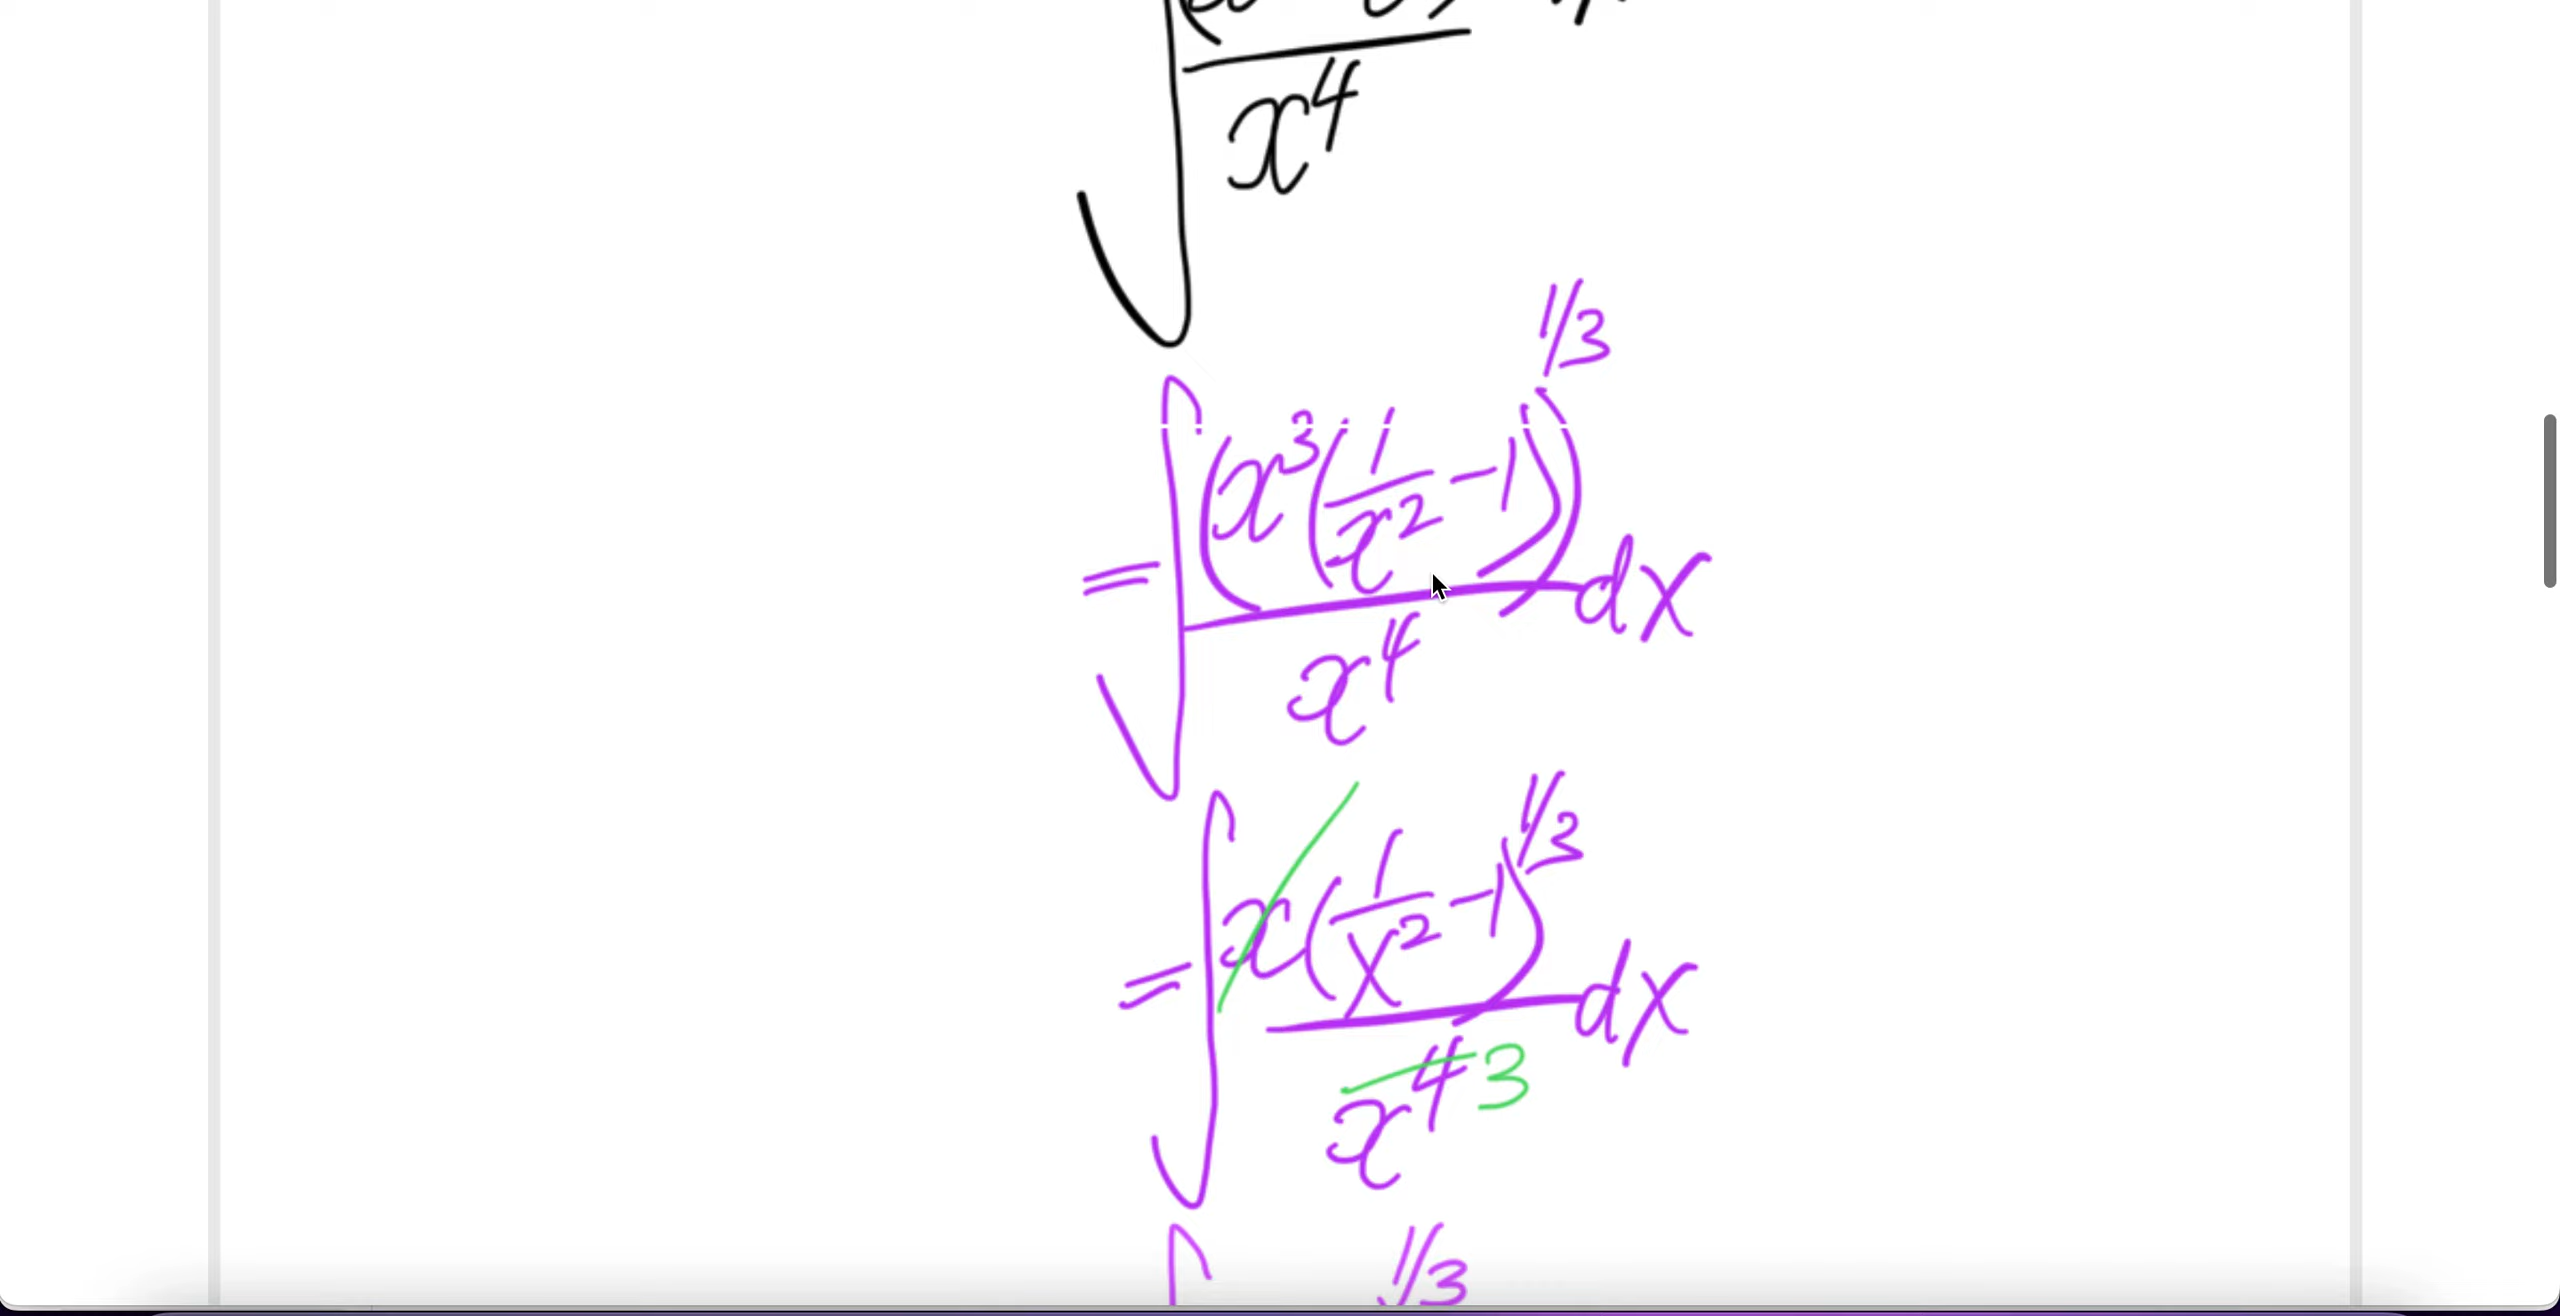 x⁴
= ∫ (x³(1/x² - 1))^1/3 / x⁴ dx
= ∫ x(1/x² - 1)^1/3 / x⁴ 3 dx
∫ 1/3